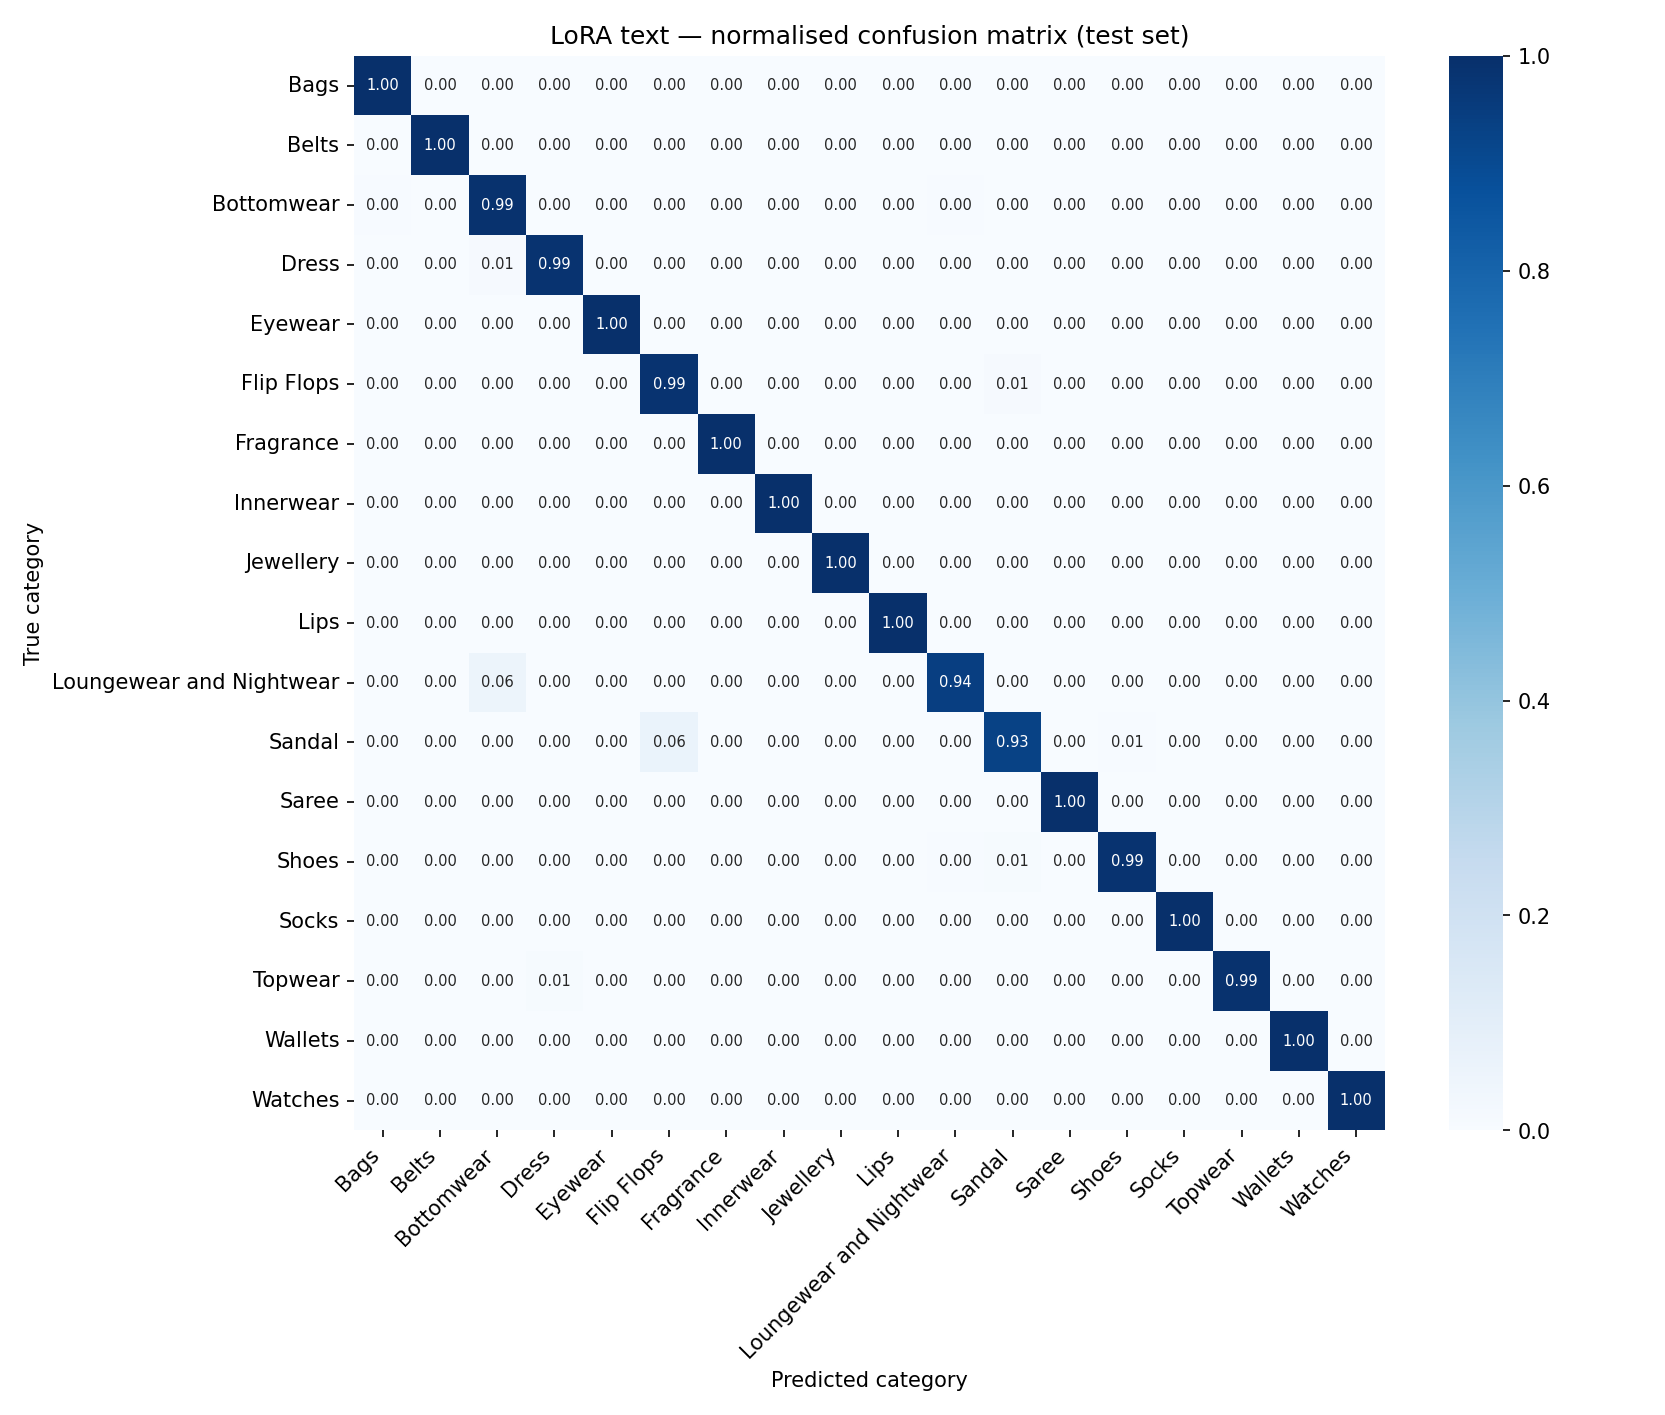 LoRA text — normalised confusion matrix (test set)
Bags 1.00 0.00 0.00 0.00 0.00 0.00 0.00 0.00 0.00 0.00 0.00 0.00 0.00 0.00 0.00 0.00 0.00 0.00
Belts 0.00 1.00 0.00 0.00 0.00 0.00 0.00 0.00 0.00 0.00 0.00 0.00 0.00 0.00 0.00 0.00 0.00 0.00
Bottomwear 0.00 0.00 0.99 0.00 0.00 0.00 0.00 0.00 0.00 0.00 0.00 0.00 0.00 0.00 0.00 0.00 0.00 0.00
Dress 0.00 0.00 0.01 0.99 0.00 0.00 0.00 0.00 0.00 0.00 0.00 0.00 0.00 0.00 0.00 0.00 0.00 0.00
Eyewear 0.00 0.00 0.00 0.00 1.00 0.00 0.00 0.00 0.00 0.00 0.00 0.00 0.00 0.00 0.00 0.00 0.00 0.00
Flip Flops 0.00 0.00 0.00 0.00 0.00 0.99 0.00 0.00 0.00 0.00 0.00 0.01 0.00 0.00 0.00 0.00 0.00 0.00
Fragrance 0.00 0.00 0.00 0.00 0.00 0.00 1.00 0.00 0.00 0.00 0.00 0.00 0.00 0.00 0.00 0.00 0.00 0.00
Innerwear 0.00 0.00 0.00 0.00 0.00 0.00 0.00 1.00 0.00 0.00 0.00 0.00 0.00 0.00 0.00 0.00 0.00 0.00
Jewellery 0.00 0.00 0.00 0.00 0.00 0.00 0.00 0.00 1.00 0.00 0.00 0.00 0.00 0.00 0.00 0.00 0.00 0.00
Lips 0.00 0.00 0.00 0.00 0.00 0.00 0.00 0.00 0.00 1.00 0.00 0.00 0.00 0.00 0.00 0.00 0.00 0.00
Loungewear and Nightwear 0.00 0.00 0.06 0.00 0.00 0.00 0.00 0.00 0.00 0.00 0.94 0.00 0.00 0.00 0.00 0.00 0.00 0.00
Sandal 0.00 0.00 0.00 0.00 0.00 0.06 0.00 0.00 0.00 0.00 0.00 0.93 0.00 0.01 0.00 0.00 0.00 0.00
Saree 0.00 0.00 0.00 0.00 0.00 0.00 0.00 0.00 0.00 0.00 0.00 0.00 1.00 0.00 0.00 0.00 0.00 0.00
Shoes 0.00 0.00 0.00 0.00 0.00 0.00 0.00 0.00 0.00 0.00 0.00 0.01 0.00 0.99 0.00 0.00 0.00 0.00
Socks 0.00 0.00 0.00 0.00 0.00 0.00 0.00 0.00 0.00 0.00 0.00 0.00 0.00 0.00 1.00 0.00 0.00 0.00
Topwear 0.00 0.00 0.00 0.01 0.00 0.00 0.00 0.00 0.00 0.00 0.00 0.00 0.00 0.00 0.00 0.99 0.00 0.00
Wallets 0.00 0.00 0.00 0.00 0.00 0.00 0.00 0.00 0.00 0.00 0.00 0.00 0.00 0.00 0.00 0.00 1.00 0.00
Watches 0.00 0.00 0.00 0.00 0.00 0.00 0.00 0.00 0.00 0.00 0.00 0.00 0.00 0.00 0.00 0.00 0.00 1.00
True category
Bags
Belts
Bottomwear
Dress
Eyewear
Flip Flops
Fragrance
Innerwear
Jewellery
Lips
Loungewear and Nightwear
Sandal
Saree
Shoes
Socks
Topwear
Wallets
Watches
Predicted category
1.0
0.8
0.6
0.4
0.2
0.0